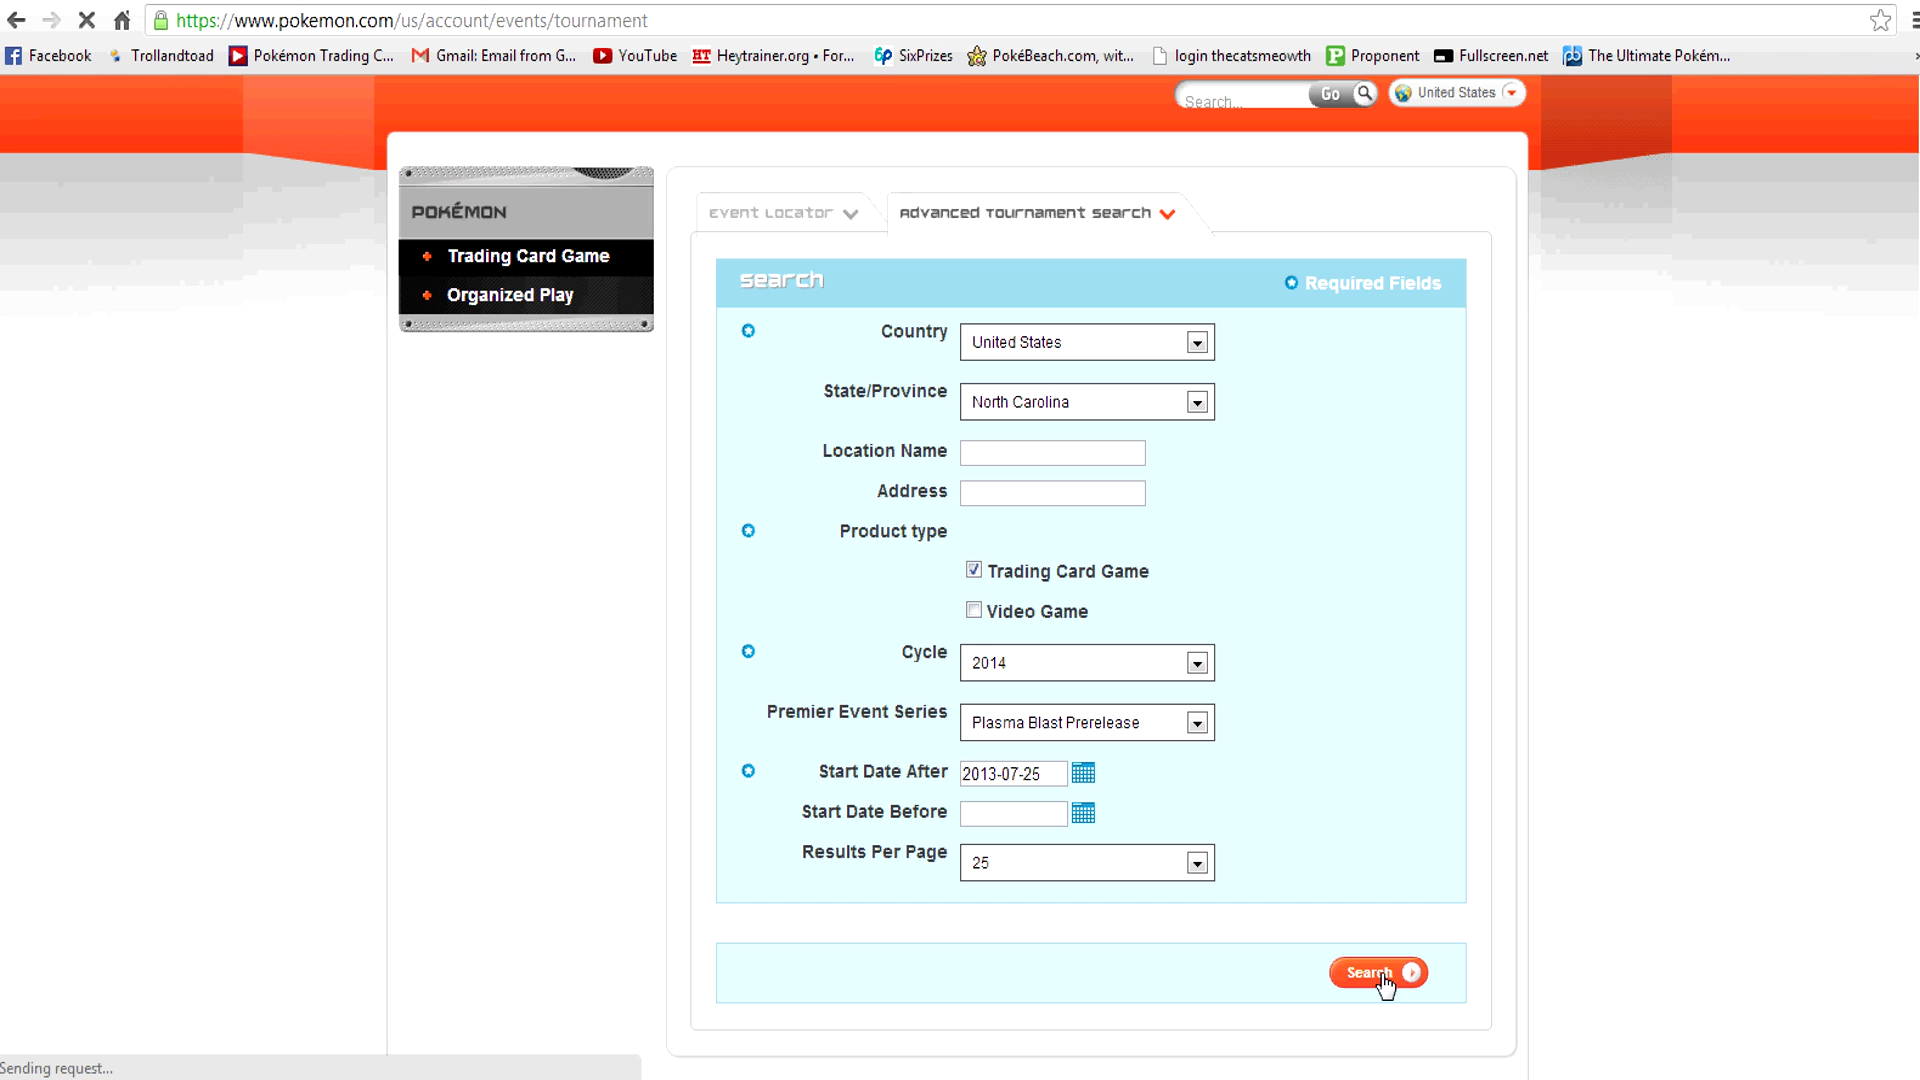 https://www.pokemon.com/us/account/events/tournament
Facebook Trollandtoad Pokémon Trading C... Gmail: Email from G... YouTube HT Heytrainer.org • For... 6p SixPrizes PokéBeach.com, wit... login thecatsmeowth P Proponent Fullscreen.net pb The Ultimate Pokém...
Search... Go United States
POKÉMON
Trading Card Game
Organized Play
Event Locator Advanced Tournament Search
Search Required Fields
Country United States
State/Province North Carolina
Location Name
Address
Product type
Trading Card Game
Video Game
Cycle 2014
Premier Event Series Plasma Blast Prerelease
Start Date After 2013-07-25
Start Date Before
Results Per Page 25
Search
Sending request...